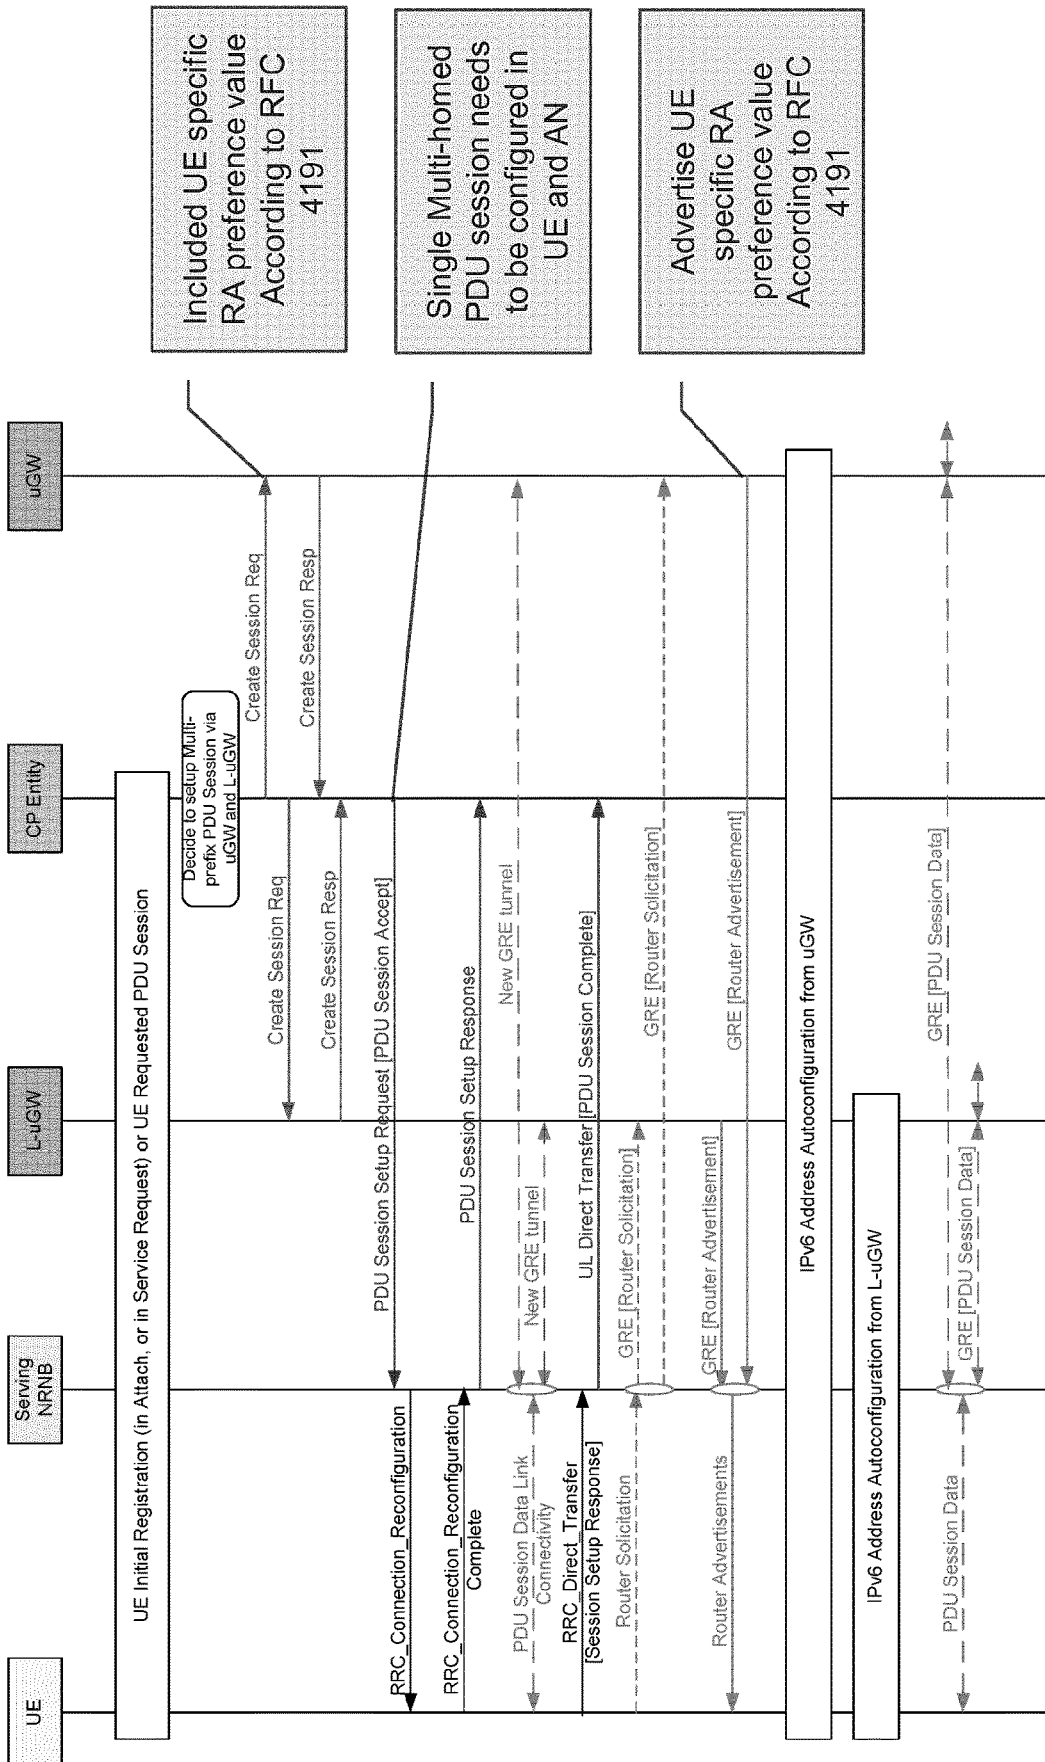 UE
Serving
NRNB
L-uGW
CP Entity
uGW
UE Initial Registration (in Attach, or in Service Request) or UE Requested PDU Session
Decide to setup Multi-
prefix PDU Session via
uGW and L-uGW
Create Session Req
Included UE specific
RA preference value
According to RFC
4191
Create Session Req
Create Session Resp
Create Session Resp
PDU Session Setup Request [PDU Session Accept]
Single Multi-homed
PDU session needs
to be configured in
UE and AN
RRC_Connection_Reconfiguration
RRC_Connection_Reconfiguration
Complete
PDU Session Setup Response
New GRE tunnel
PDU Session Data Link
Connectivity
New GRE tunnel
RRC_Direct_Transfer
[Session Setup Response]
UL Direct Transfer [PDU Session Complete]
Router Solicitation
GRE [Router Solicitation]
GRE [Router Solicitation]
Router Advertisements
GRE [Router Advertisement]
GRE [Router Advertisement]
Advertise UE
specific RA
preference value
According to RFC
4191
IPv6 Address Autoconfiguration from uGW
IPv6 Address Autoconfiguration from L-uGW
GRE [PDU Session Data]
PDU Session Data
GRE [PDU Session Data]